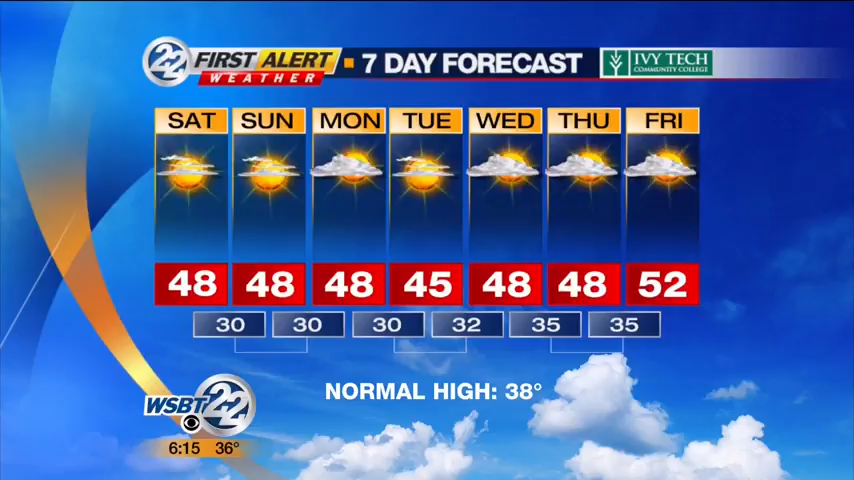 22 FIRST ALERT
WEATHER
7 DAY FORECAST
IVY TECH
COMMUNITY COLLEGE
SAT SUN MON TUE WED THU FRI
48 48 48 45 48 48 52
30 30 30 32 35 35
NORMAL HIGH: 38°
WSBT 22
6:15 36°